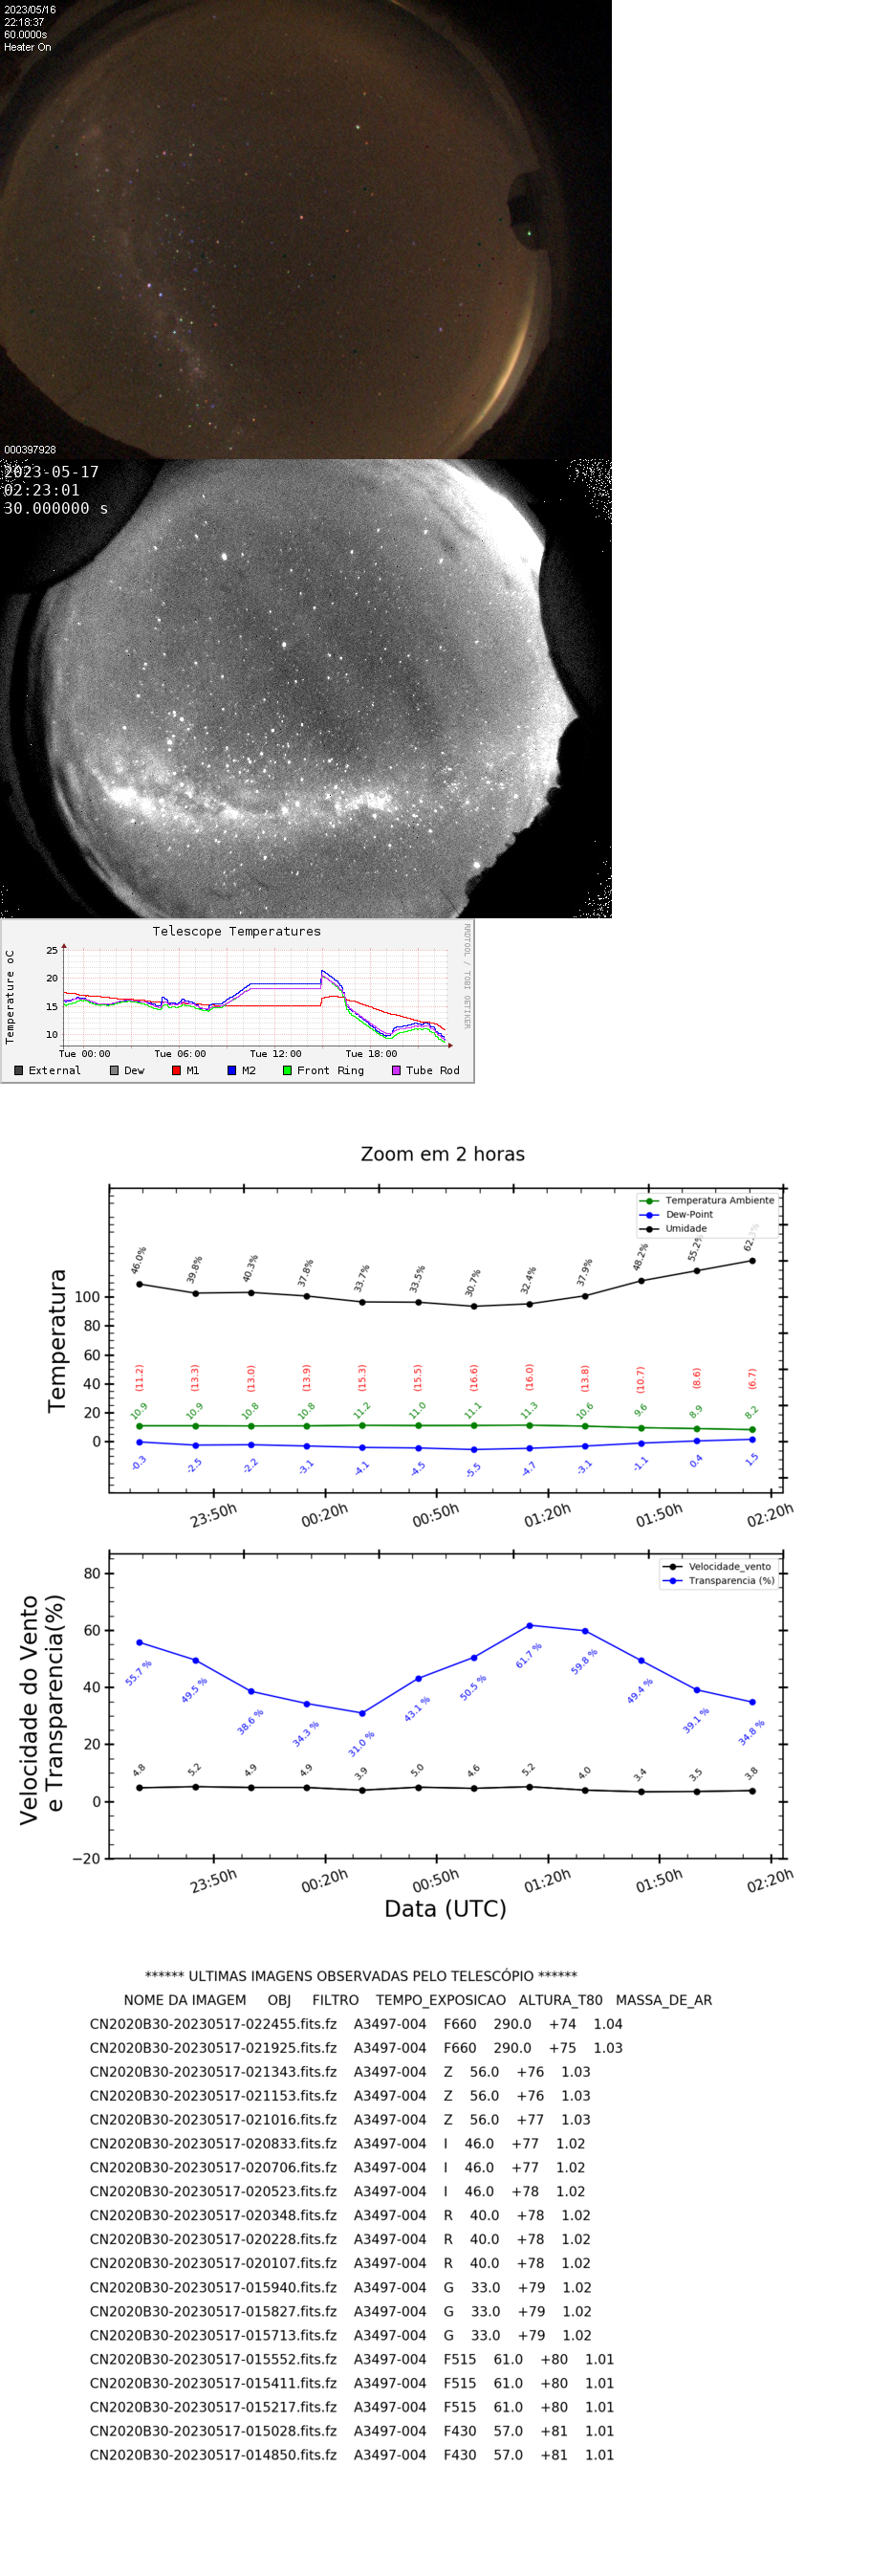 2023/05/16
22:18:37
60.0000s
Heater On
000397928
2023-05-17
02:23:01
30.000000 s
Telescope Temperatures
RRDTOOL / TOBI OETIKER
Temperature oC
25
20
15
10
Tue 00:00 Tue 06:00 Tue 12:00 Tue 18:00
External Dew M1 M2 Front Ring Tube Rod
Zoom em 2 horas
Temperatura Ambiente
Dew-Point
Umidade
46.0% 39.8% 40.3% 37.8% 33.7% 33.5% 30.7% 32.4% 37.9% 48.2% 55.2%
Temperatura
100
80
60
40
20
0
(11.2) (13.3) (13.0) (13.9) (15.3) (15.5) (16.6) (16.0) (13.8) (10.7) (8.6) (6.7)
10.9 10.9 10.8 10.8 11.2 11.0 11.1 11.3 10.6 9.6 8.9 8.2
-0.3 -2.5 -2.2 -3.1 -4.1 -4.5 -5.5 -4.7 -3.1 -1.1 0.4 1.5
23:50h 00:20h 00:50h 01:20h 01:50h 02:20h
Velocidade_vento
Transparencia (%)
Velocidade do Vento
e Transparencia(%)
80
60
40
20
0
−20
55.7 % 49.5 % 38.6 % 34.3 % 31.0 % 43.1 % 50.5 % 61.7 % 59.8 % 49.4 % 39.1 % 34.8 %
4.8 5.2 4.9 4.9 3.9 5.0 4.6 5.2 4.0 3.4 3.5 3.8
23:50h 00:20h 00:50h 01:20h 01:50h 02:20h
Data (UTC)
****** ULTIMAS IMAGENS OBSERVADAS PELO TELESCÓPIO ******
NOME DA IMAGEM OBJ FILTRO TEMPO_EXPOSICAO ALTURA_T80 MASSA_DE_AR
CN2020B30-20230517-022455.fits.fz A3497-004 F660 290.0 +74 1.04
CN2020B30-20230517-021925.fits.fz A3497-004 F660 290.0 +75 1.03
CN2020B30-20230517-021343.fits.fz A3497-004 Z 56.0 +76 1.03
CN2020B30-20230517-021153.fits.fz A3497-004 Z 56.0 +76 1.03
CN2020B30-20230517-021016.fits.fz A3497-004 Z 56.0 +77 1.03
CN2020B30-20230517-020833.fits.fz A3497-004 I 46.0 +77 1.02
CN2020B30-20230517-020706.fits.fz A3497-004 I 46.0 +77 1.02
CN2020B30-20230517-020523.fits.fz A3497-004 I 46.0 +78 1.02
CN2020B30-20230517-020348.fits.fz A3497-004 R 40.0 +78 1.02
CN2020B30-20230517-020228.fits.fz A3497-004 R 40.0 +78 1.02
CN2020B30-20230517-020107.fits.fz A3497-004 R 40.0 +78 1.02
CN2020B30-20230517-015940.fits.fz A3497-004 G 33.0 +79 1.02
CN2020B30-20230517-015827.fits.fz A3497-004 G 33.0 +79 1.02
CN2020B30-20230517-015713.fits.fz A3497-004 G 33.0 +79 1.02
CN2020B30-20230517-015552.fits.fz A3497-004 F515 61.0 +80 1.01
CN2020B30-20230517-015411.fits.fz A3497-004 F515 61.0 +80 1.01
CN2020B30-20230517-015217.fits.fz A3497-004 F515 61.0 +80 1.01
CN2020B30-20230517-015028.fits.fz A3497-004 F430 57.0 +81 1.01
CN2020B30-20230517-014850.fits.fz A3497-004 F430 57.0 +81 1.01